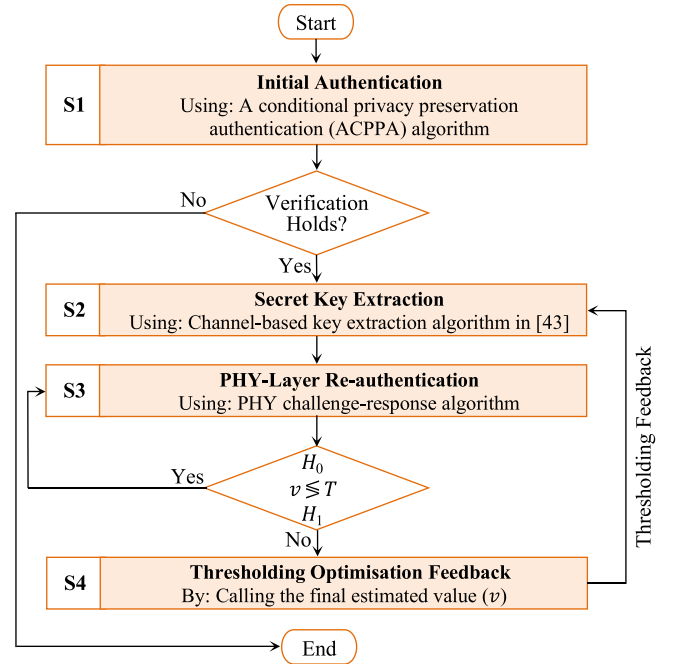 Start
S1
Initial Authentication
Using: A conditional privacy preservation
authentication (ACPPA) algorithm
No
Verification
Holds?
Yes
S2
Secret Key Extraction
Using: Channel-based key extraction algorithm in [43]
S3
PHY-Layer Re-authentication
Using: PHY challenge-response algorithm
Thresholding Feedback
Yes
H₀
v ≶ T
H₁
No
S4
Thresholding Optimisation Feedback
By: Calling the final estimated value (v)
End